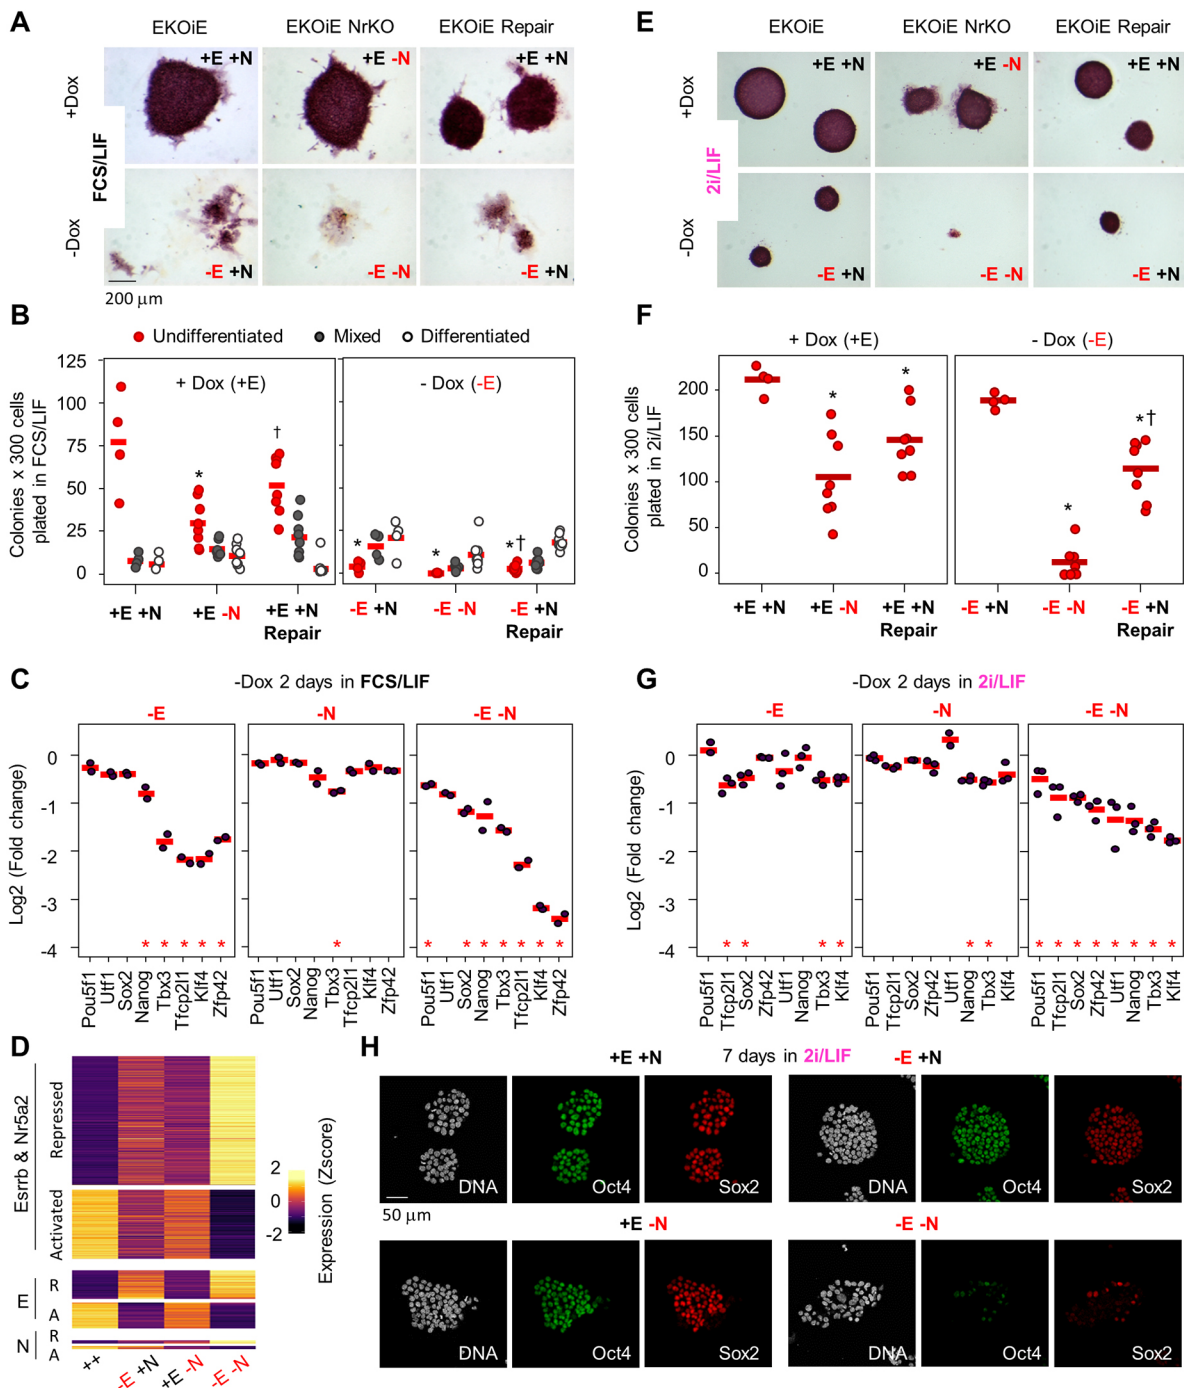 A
EKOiE
EKOiE NrKO
EKOiE Repair
+Dox
-Dox
FCS/LIF
+E +N
+E -N
+E +N
-E +N
-E -N
-E +N
200 µm
E
EKOiE
EKOiE NrKO
EKOiE Repair
+Dox
-Dox
2i/LIF
+E +N
+E -N
+E +N
-E +N
-E -N
-E +N
B
Undifferentiated
Mixed
Differentiated
Colonies x 300 cells
plated in FCS/LIF
125
100
75
50
25
0
+ Dox (+E)
- Dox (-E)
*
†
*
*
*†
+E +N
+E -N
+E +N
Repair
-E +N
-E -N
-E +N
Repair
F
+ Dox (+E)
- Dox (-E)
Colonies x 300 cells
plated in 2i/LIF
200
150
100
50
0
*
*
*
*†
+E +N
+E -N
+E +N
Repair
-E +N
-E -N
-E +N
Repair
C
-Dox 2 days in FCS/LIF
-E
-N
-E -N
Log2 (Fold change)
0
-1
-2
-3
-4
* * * * *
*
* * * * * * *
Pou5f1
Utf1
Sox2
Nanog
Tbx3
Tfcp2l1
Klf4
Zfp42
Pou5f1
Utf1
Sox2
Nanog
Tbx3
Tfcp2l1
Klf4
Zfp42
Pou5f1
Utf1
Sox2
Nanog
Tbx3
Tfcp2l1
Klf4
Zfp42
G
-Dox 2 days in 2i/LIF
-E
-N
-E -N
Log2 (Fold change)
0
-1
-2
-3
-4
* * * *
* *
* * * * * * * *
Pou5f1
Tfcp2l1
Sox2
Zfp42
Utf1
Nanog
Tbx3
Klf4
Pou5f1
Tfcp2l1
Sox2
Zfp42
Utf1
Nanog
Tbx3
Klf4
Pou5f1
Tfcp2l1
Sox2
Zfp42
Utf1
Nanog
Tbx3
Klf4
D
Esrrb & Nr5a2
Repressed
Activated
E
R
A
N
R
A
++
-E +N
+E -N
-E -N
2
0
-2
Expression (Zscore)
H
+E +N
7 days in 2i/LIF
-E +N
DNA
Oct4
Sox2
DNA
Oct4
Sox2
50 µm
+E -N
-E -N
DNA
Oct4
Sox2
DNA
Oct4
Sox2